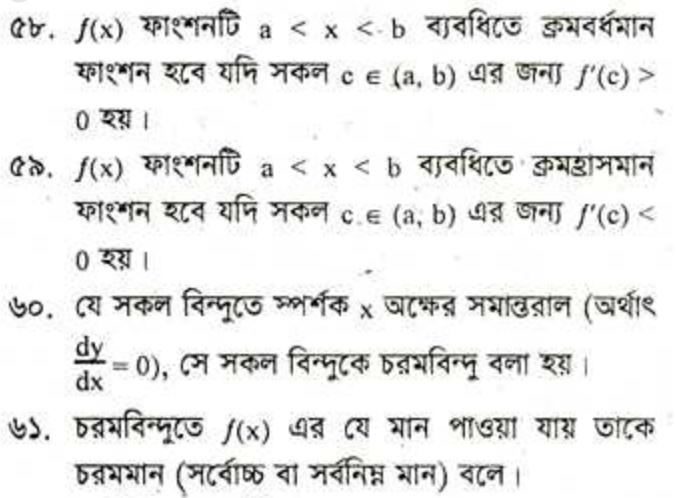 ৫৮. f(x) ফাংশনটি a < x < b ব্যবধিতে ক্রমবর্ধমান
ফাংশন হবে যদি সকল c ∈ (a, b) এর জন্য f′(c) >
0 হয়।
৫৯. f(x) ফাংশনটি a < x < b ব্যবধিতে ক্রমহ্রাসমান
ফাংশন হবে যদি সকল c ∈ (a, b) এর জন্য f′(c) <
0 হয়।
৬০. যে সকল বিন্দুতে স্পর্শক x অক্ষের সমান্তরাল (অর্থাৎ
dy/dx = 0), সে সকল বিন্দুকে চরমবিন্দু বলা হয়।
৬১. চরমবিন্দুতে f(x) এর যে মান পাওয়া যায় তাকে
চরমমান (সর্বোচ্চ বা সর্বনিম্ন মান) বলে।